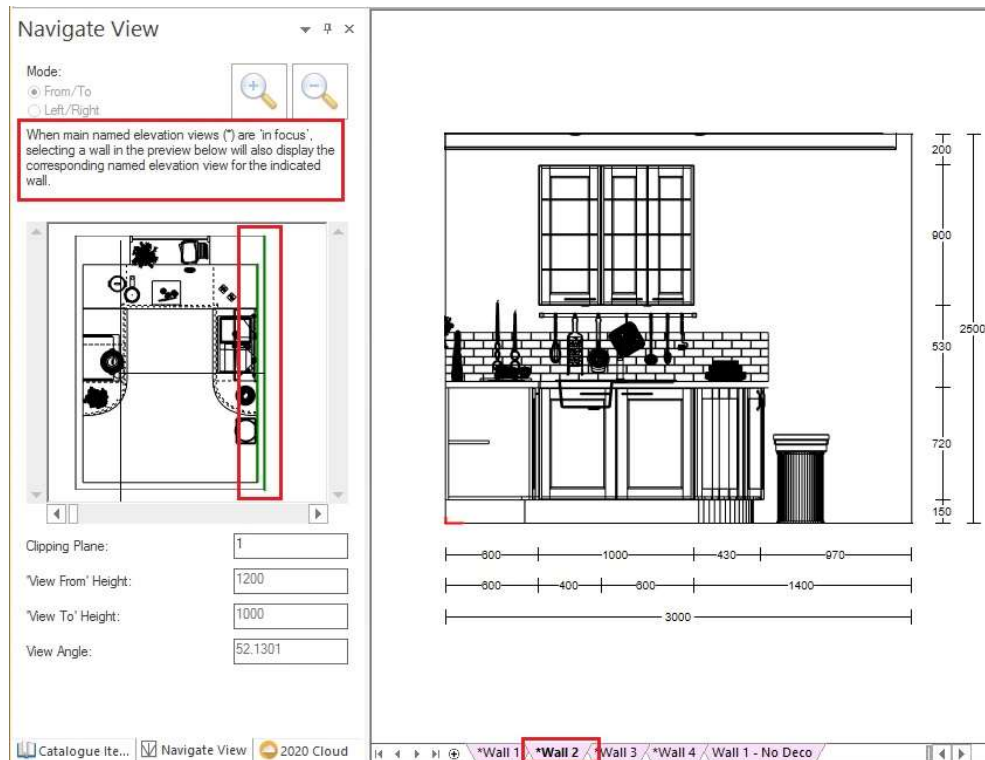 Navigate View
Mode:
From/To
Left/Right
When main named elevation views (*) are 'in focus',
selecting a wall in the preview below will also display the
corresponding named elevation view for the indicated
wall.
Clipping Plane: 1
'View From' Height: 1200
'View To' Height: 1000
View Angle: 52.1301
Catalogue Ite... Navigate View 2020 Cloud
200
900
530
720
150
2500
600 1000 430 970
600 400 600 1400
3000
*Wall 1 *Wall 2 *Wall 3 *Wall 4 Wall 1 - No Deco